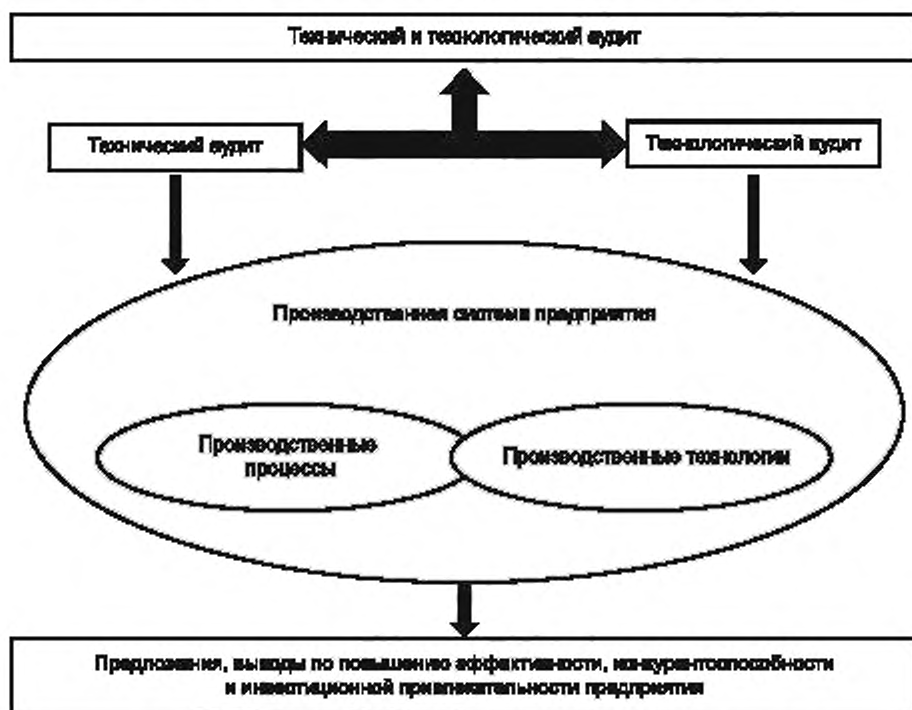 Технический и технологический аудит
Технический аудит
Технологический аудит
Производственная система предприятия
Производственные
процессы
Производственные технологии
Предложения, выводы по повышению эффективности, конкурентоспособности
и инвестиционной привлекательности предприятия